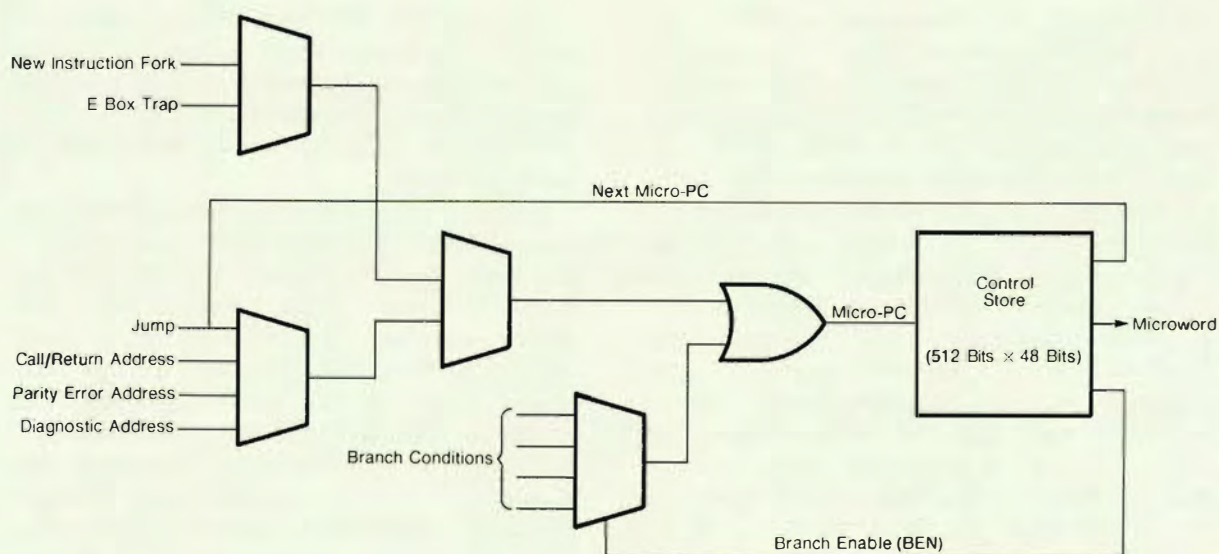 New Instruction Fork
E Box Trap
Next Micro-PC
Jump
Call/Return Address
Parity Error Address
Diagnostic Address
Branch Conditions
Micro-PC
Control
Store
(512 Bits × 48 Bits)
Microword
Branch Enable (BEN)